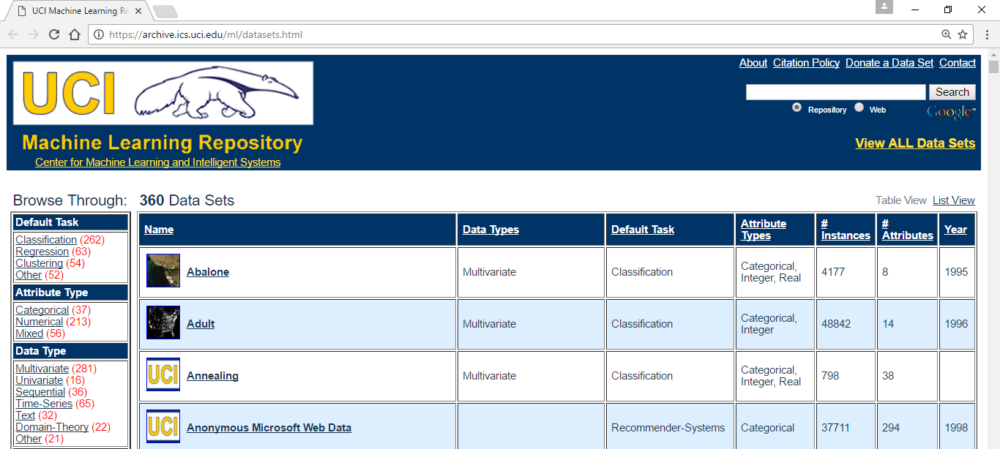 UCI Machine Learning Re
https://archive.ics.uci.edu/ml/datasets.html
UCI
About Citation Policy Donate a Data Set Contact
Search
Repository Web Google™
Machine Learning Repository
Center for Machine Learning and Intelligent Systems
View ALL Data Sets
Browse Through:
Default Task
Classification (262)
Regression (63)
Clustering (54)
Other (52)
Attribute Type
Categorical (37)
Numerical (213)
Mixed (56)
Data Type
Multivariate (281)
Univariate (16)
Sequential (36)
Time-Series (65)
Text (32)
Domain-Theory (22)
Other (21)
360 Data Sets
Table View List View
Name Data Types Default Task Attribute Types # Instances # Attributes Year
Abalone Multivariate Classification Categorical, Integer, Real 4177 8 1995
Adult Multivariate Classification Categorical, Integer 48842 14 1996
UCI Annealing Multivariate Classification Categorical, Integer, Real 798 38
UCI Anonymous Microsoft Web Data Recommender-Systems Categorical 37711 294 1998